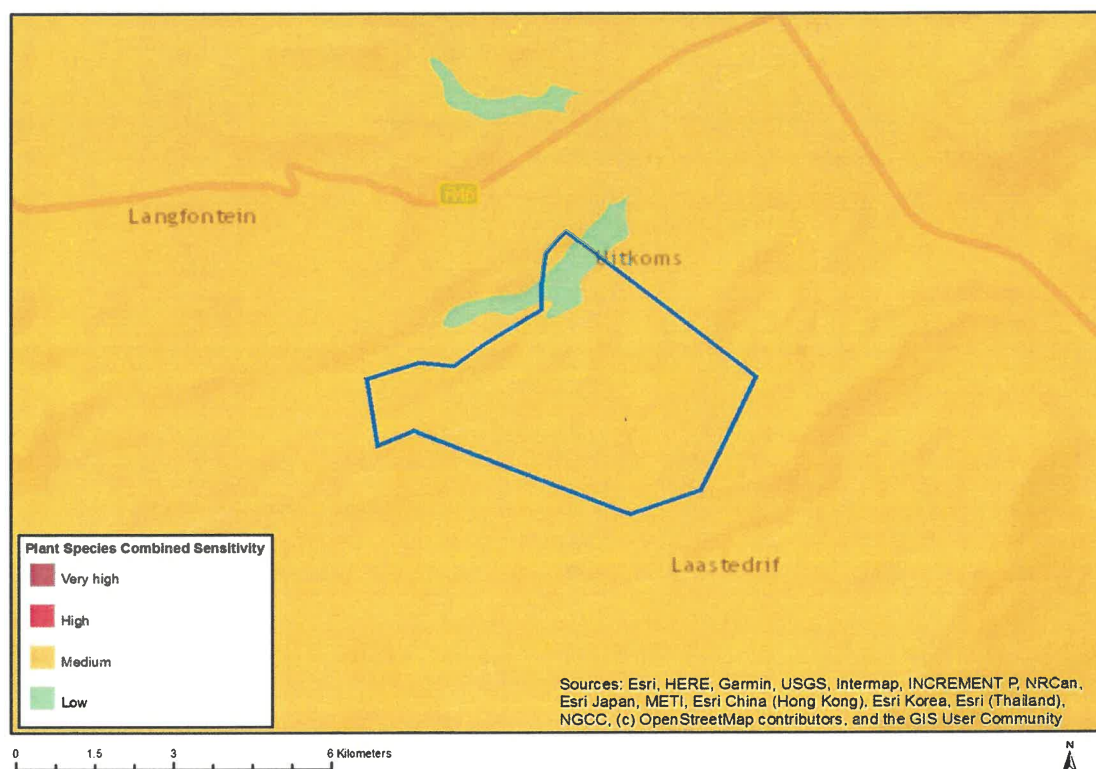 R46
Langfontein
Uitkoms
Laastedrif
Plant Species Combined Sensitivity
Very high
High
Medium
Low
Sources: Esri, HERE, Garmin, USGS, Intermap, INCREMENT P, NRCan,
Esri Japan, METI, Esri China (Hong Kong), Esri Korea, Esri (Thailand),
NGCC, (c) OpenStreetMap contributors, and the GIS User Community
0 1.5 3 6 Kilometers
N